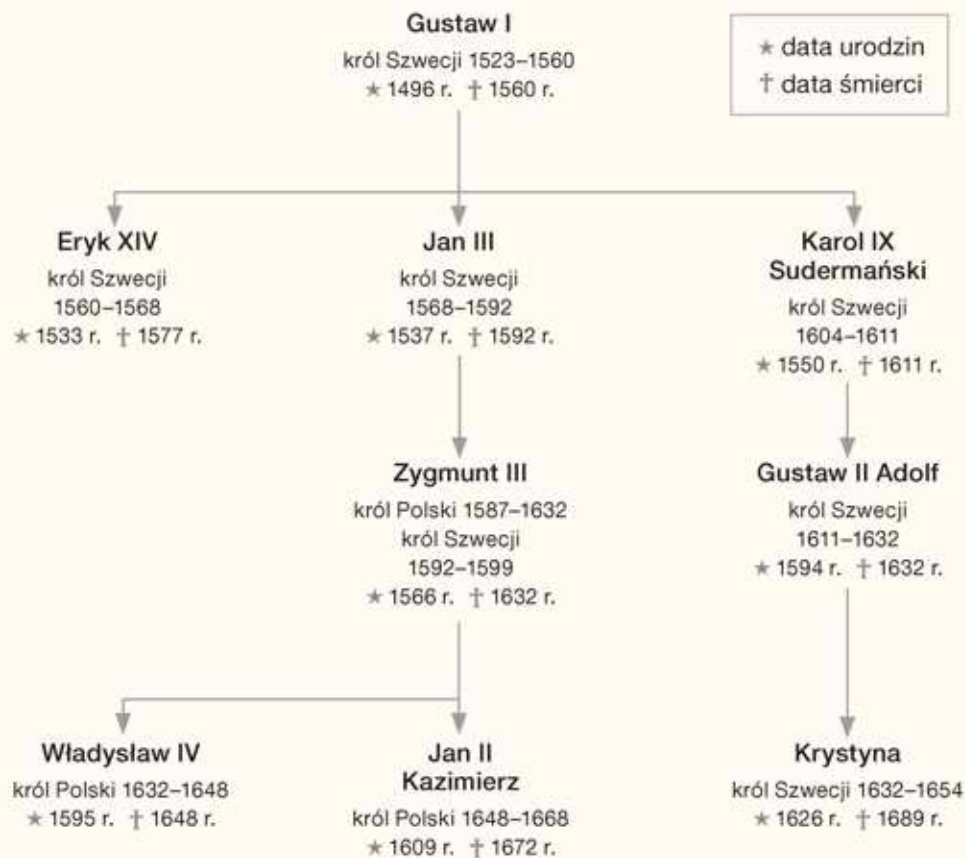 Gustaw I
król Szwecji 1523–1560
★ 1496 r. † 1560 r.
★ data urodzin
† data śmierci
Eryk XIV
król Szwecji
1560–1568
★ 1533 r. † 1577 r.
Jan III
król Szwecji
1568–1592
★ 1537 r. † 1592 r.
Karol IX
Sudermański
król Szwecji
1604–1611
★ 1550 r. † 1611 r.
Zygmunt III
król Polski 1587–1632
król Szwecji
1592–1599
★ 1566 r. † 1632 r.
Gustaw II Adolf
król Szwecji
1611–1632
★ 1594 r. † 1632 r.
Władysław IV
król Polski 1632–1648
★ 1595 r. † 1648 r.
Jan II
Kazimierz
król Polski 1648–1668
★ 1609 r. † 1672 r.
Krystyna
król Szwecji 1632–1654
★ 1626 r. † 1689 r.